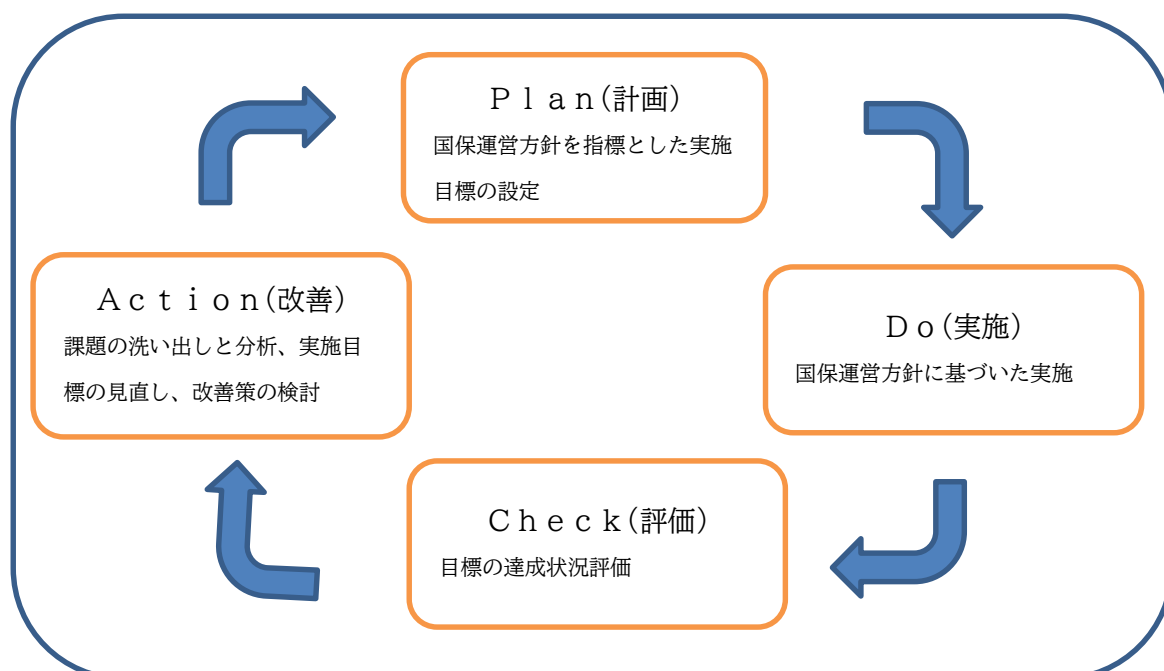 Ｐｌａｎ(計画)
国保運営方針を指標とした実施
目標の設定
Ａｃｔｉｏｎ(改善)
課題の洗い出しと分析、実施目
標の見直し、改善策の検討
Ｄｏ(実施)
国保運営方針に基づいた実施
Ｃｈｅｃｋ(評価)
目標の達成状況評価